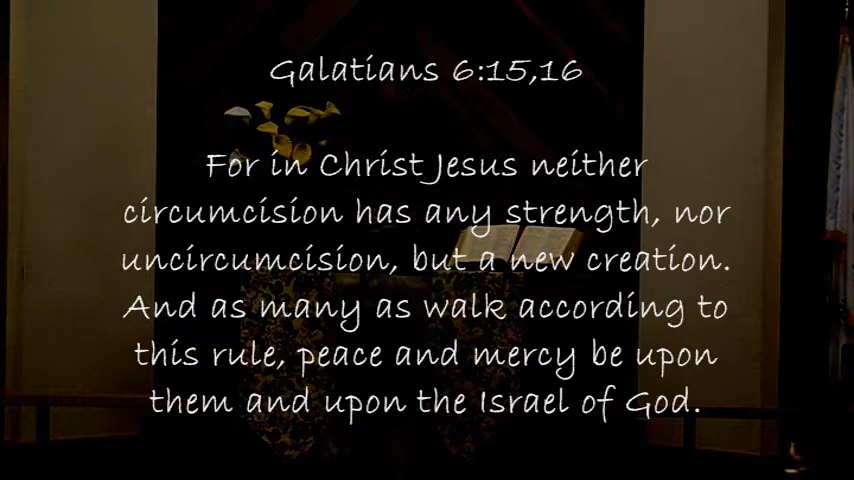 Galatians 6:15,16
For in Christ Jesus neither
circumcision has any strength, nor
uncircumcision, but a new creation.
And as many as walk according to
this rule, peace and mercy be upon
them and upon the Israel of God.